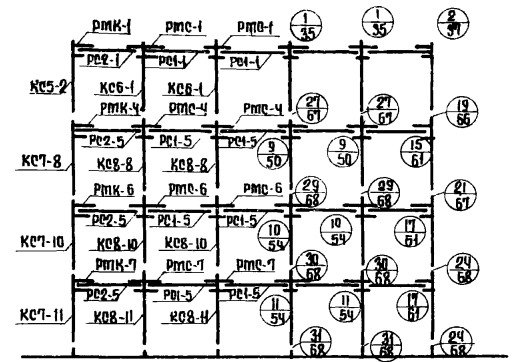 РМК-1 РМС-1 РМС-1 1/35 1/35 2/37
РС2-1 РС1-1 РС1-1
КС5-2 КС6-1 КС6-1
РМК-4 РМС-4 РМС-4 27/67 27/67 19/66
РС2-5 РС1-5 РС1-5 9/50 9/50 15/61
КС7-8 КС8-8 КС8-8
РМК-6 РМС-6 РМС-6 29/68 29/68 21/67
РС2-5 РС1-5 РС1-5 10/54 10/54 17/61
КС7-10 КС8-10 КС8-10
РМК-7 РМС-7 РМС-7 30/68 30/68 24/68
РС2-5 РС1-5 РС1-5 11/54 11/54 17/61
КС7-11 КС8-11 КС8-11
31/68 31/68 24/68